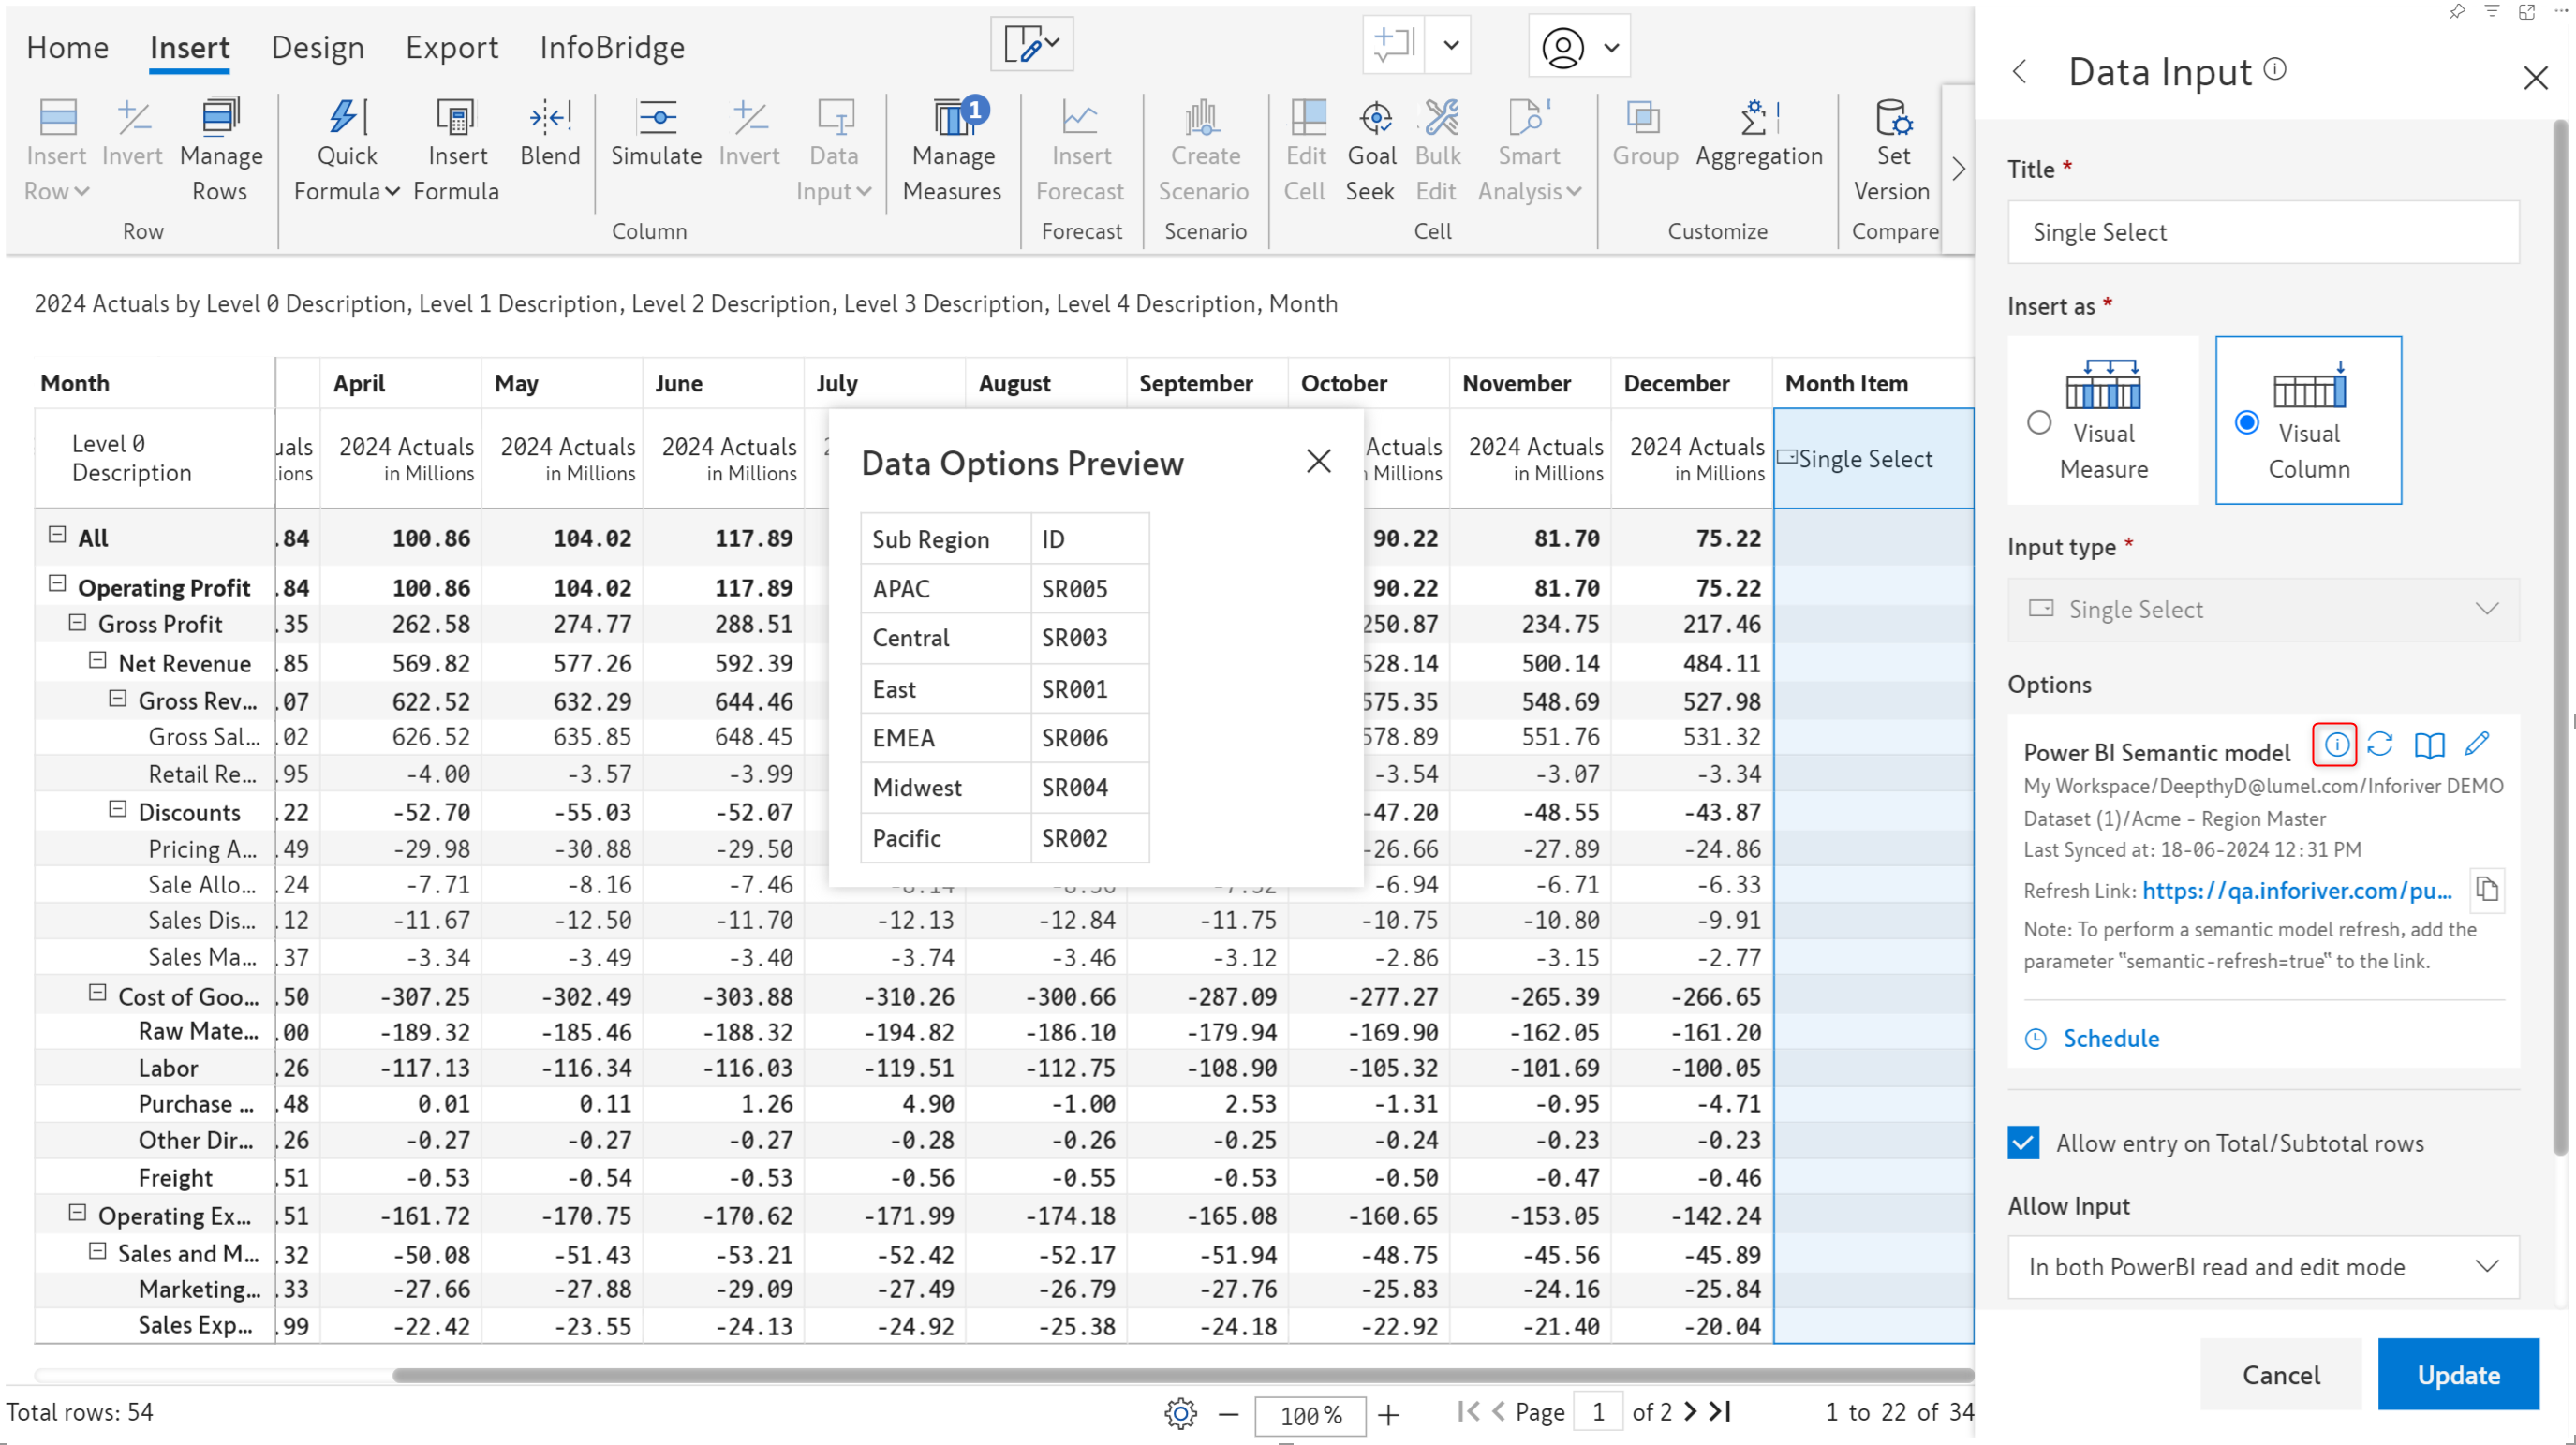 Home Insert Design Export InfoBridge
Insert Row Invert Manage Rows Quick Formula Insert Formula Blend Simulate Invert Data Input Manage Measures 1 Insert Forecast Create Scenario Edit Cell Goal Seek Bulk Edit Smart Analysis Group Aggregation Set Version
Row Column Forecast Scenario Cell Customize Compare
2024 Actuals by Level 0 Description, Level 1 Description, Level 2 Description, Level 3 Description, Level 4 Description, Month
Month April May June July August September October November December Month Item
Level 0 Description 2024 Actuals in Millions 2024 Actuals in Millions 2024 Actuals in Millions Actuals Millions 2024 Actuals in Millions 2024 Actuals in Millions Single Select
All .84 100.86 104.02 117.89 90.22 81.70 75.22
Operating Profit .84 100.86 104.02 117.89 90.22 81.70 75.22
Gross Profit .35 262.58 274.77 288.51 250.87 234.75 217.46
Net Revenue .85 569.82 577.26 592.39 528.14 500.14 484.11
Gross Rev... .07 622.52 632.29 644.46 575.35 548.69 527.98
Gross Sal... .02 626.52 635.85 648.45 578.89 551.76 531.32
Retail Re... .95 -4.00 -3.57 -3.99 -3.54 -3.07 -3.34
Discounts .22 -52.70 -55.03 -52.07 -47.20 -48.55 -43.87
Pricing A... .49 -29.98 -30.88 -29.50 -26.66 -27.89 -24.86
Sale Allo... .24 -7.71 -8.16 -7.46 -6.94 -6.71 -6.33
Sales Dis... .12 -11.67 -12.50 -11.70 -12.13 -12.84 -11.75 -10.75 -10.80 -9.91
Sales Ma... .37 -3.34 -3.49 -3.40 -3.74 -3.46 -3.12 -2.86 -3.15 -2.77
Cost of Goo... .50 -307.25 -302.49 -303.88 -310.26 -300.66 -287.09 -277.27 -265.39 -266.65
Raw Mate... .00 -189.32 -185.46 -188.32 -194.82 -186.10 -179.94 -169.90 -162.05 -161.20
Labor .26 -117.13 -116.34 -116.03 -119.51 -112.75 -108.90 -105.32 -101.69 -100.05
Purchase ... .48 0.01 0.11 1.26 4.90 -1.00 2.53 -1.31 -0.95 -4.71
Other Dir... .26 -0.27 -0.27 -0.27 -0.28 -0.26 -0.25 -0.24 -0.23 -0.23
Freight .51 -0.53 -0.54 -0.53 -0.56 -0.55 -0.53 -0.50 -0.47 -0.46
Operating Ex... .51 -161.72 -170.75 -170.62 -171.99 -174.18 -165.08 -160.65 -153.05 -142.24
Sales and M... .32 -50.08 -51.43 -53.21 -52.42 -52.17 -51.94 -48.75 -45.56 -45.89
Marketing... .33 -27.66 -27.88 -29.09 -27.49 -26.79 -27.76 -25.83 -24.16 -25.84
Sales Exp... .99 -22.42 -23.55 -24.13 -24.92 -25.38 -24.18 -22.92 -21.40 -20.04
Total rows: 54 100% Page 1 of 2 1 to 22 of 34
Data Options Preview
Sub Region ID
APAC SR005
Central SR003
East SR001
EMEA SR006
Midwest SR004
Pacific SR002
Data Input
Title *
Single Select
Insert as *
Visual Measure
Visual Column
Input type *
Single Select
Options
Power BI Semantic model
My Workspace/DeepthyD@lumel.com/Inforiver DEMO
Dataset (1)/Acme - Region Master
Last Synced at: 18-06-2024 12:31 PM
Refresh Link: https://qa.inforiver.com/pu...
Note: To perform a semantic model refresh, add the
parameter "semantic-refresh=true" to the link.
Schedule
Allow entry on Total/Subtotal rows
Allow Input
In both PowerBI read and edit mode
Cancel Update